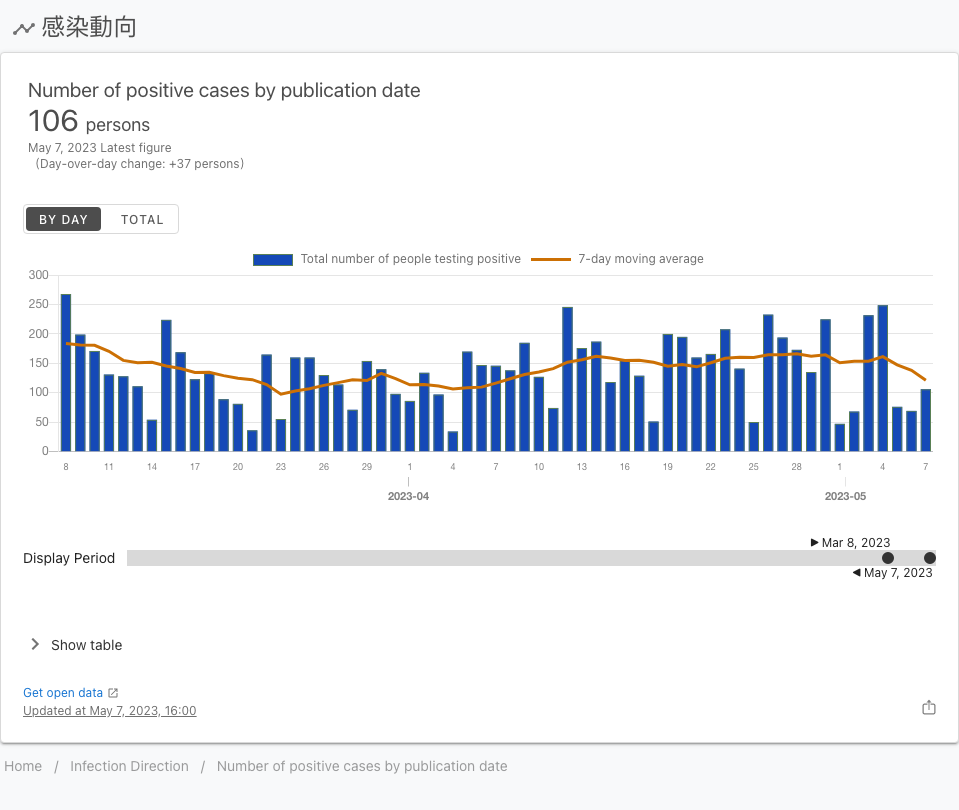 感染動向
Number of positive cases by publication date
106 persons
May 7, 2023 Latest figure
(Day-over-day change: +37 persons)
BY DAY TOTAL
Total number of people testing positive 7-day moving average
300
250
200
150
100
50
0
8 11 14 17 20 23 26 29 1 4 7 10 13 16 19 22 25 28 1 4 7
2023-04 2023-05
Mar 8, 2023
Display Period
May 7, 2023
Show table
Get open data
Updated at May 7, 2023, 16:00
Home / Infection Direction / Number of positive cases by publication date